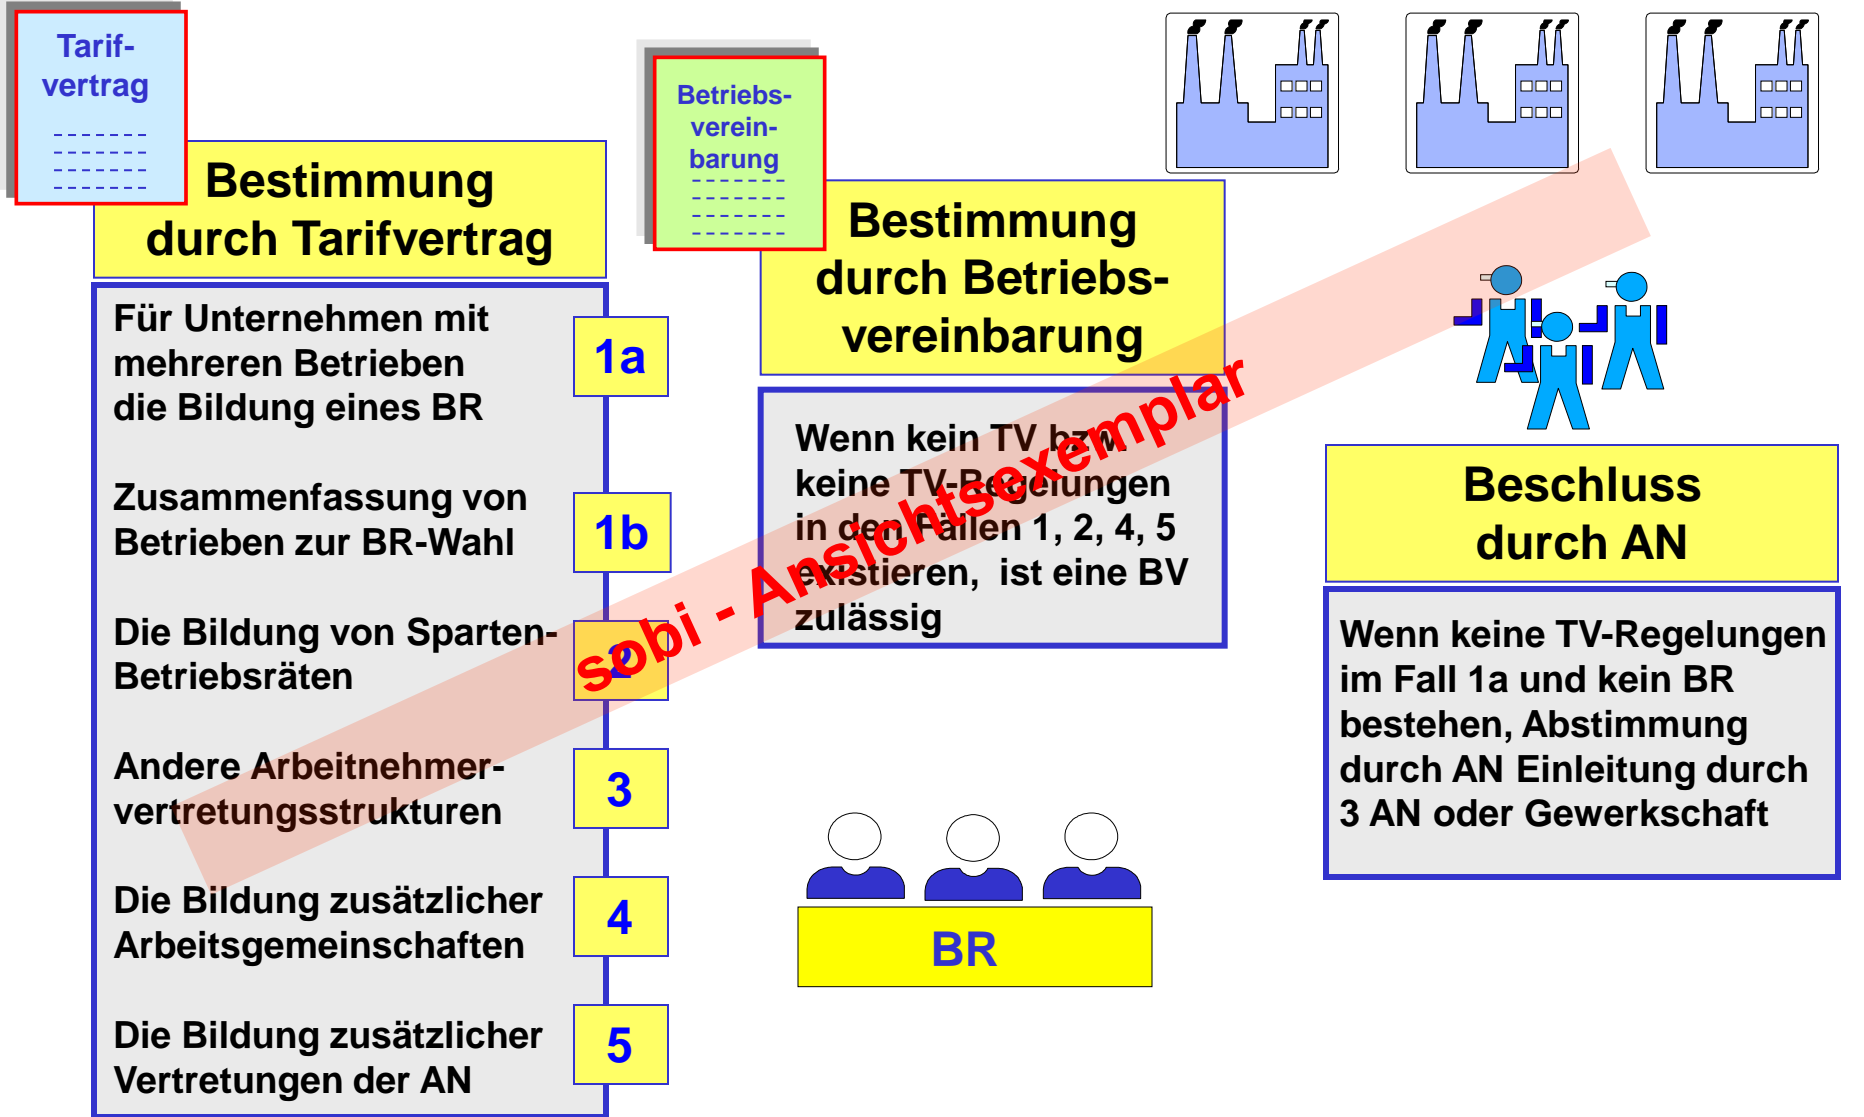 Tarif-
vertrag
Bestimmung
durch Tarifvertrag
Für Unternehmen mit
mehreren Betrieben
die Bildung eines BR
1a
Zusammenfassung von
Betrieben zur BR-Wahl
1b
Die Bildung von Sparten-
Betriebsräten
2
Andere Arbeitnehmer-
vertretungsstrukturen
3
Die Bildung zusätzlicher
Arbeitsgemeinschaften
4
Die Bildung zusätzlicher
Vertretungen der AN
5
Betriebs-
verein-
barung
Bestimmung
durch Betriebs-
vereinbarung
Wenn kein TV bzw.
keine TV-Regelungen
in den Fällen 1, 2, 4, 5
existieren, ist eine BV
zulässig
BR
Beschluss
durch AN
Wenn keine TV-Regelungen
im Fall 1a und kein BR
bestehen, Abstimmung
durch AN Einleitung durch
3 AN oder Gewerkschaft
sobi - Ansichtsexemplar